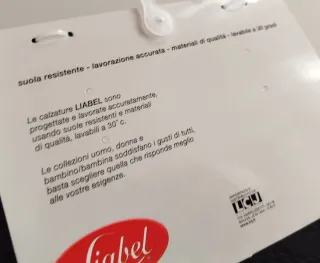 suola resistente - lavorazione accurata - materiali di qualità - lavabile a 30 gradi
Le calzature LIABEL sono
progettate e lavorate accuratamente,
usando suole resistenti e materiali
di qualità, lavabili a 30° c.
Le collezioni uomo, donna e
bambino/bambina soddisfano i gusti di tutti,
basta scegliere quella che risponde meglio
alle vostre esigenze.
LCJ
Liabel